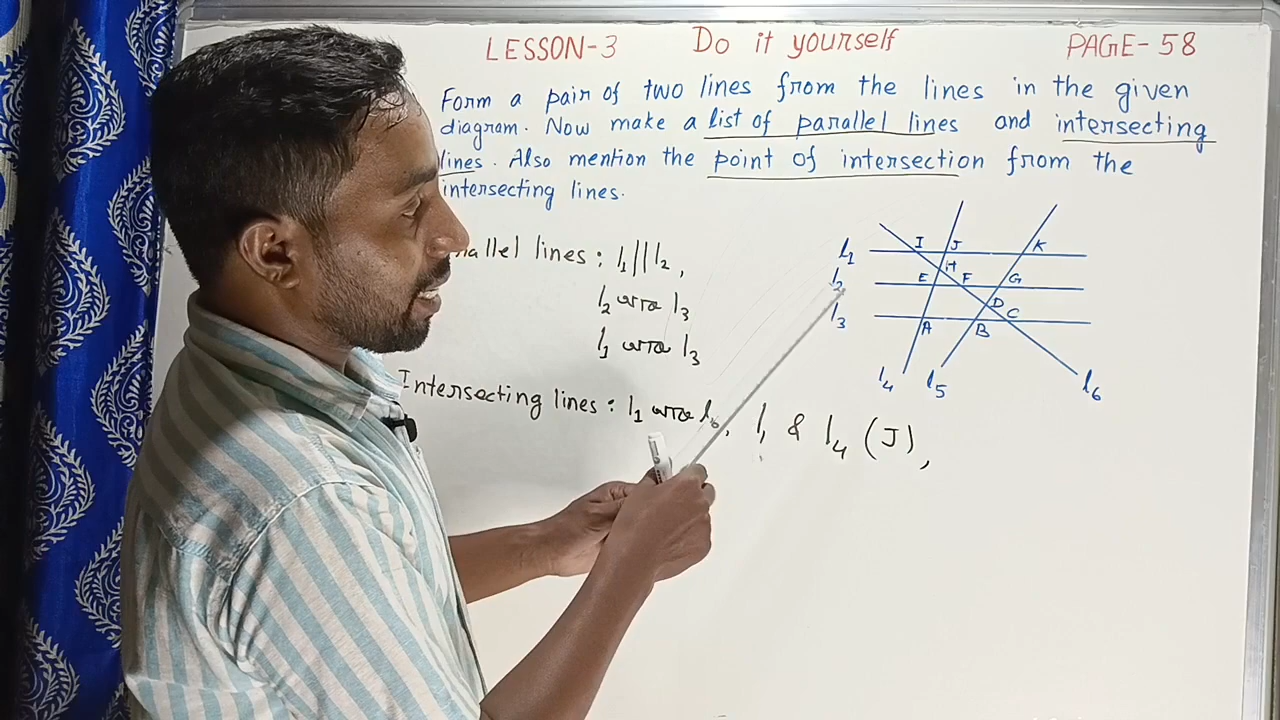 LESSON-3 Do it yourself PAGE-58
Form a pair of two lines from the lines in the given
diagram. Now make a list of parallel lines and intersecting
lines. Also mention the point of intersection from the
intersecting lines.
allel lines : l₁||l₂,
l₂ l₃
l₁ l₃
Intersecting lines : l₁ l₆, l₁ & l₄ (J),
l₁ I J K
l₂ E H F G
l₃ A B D C
l₄ l₅ l₆